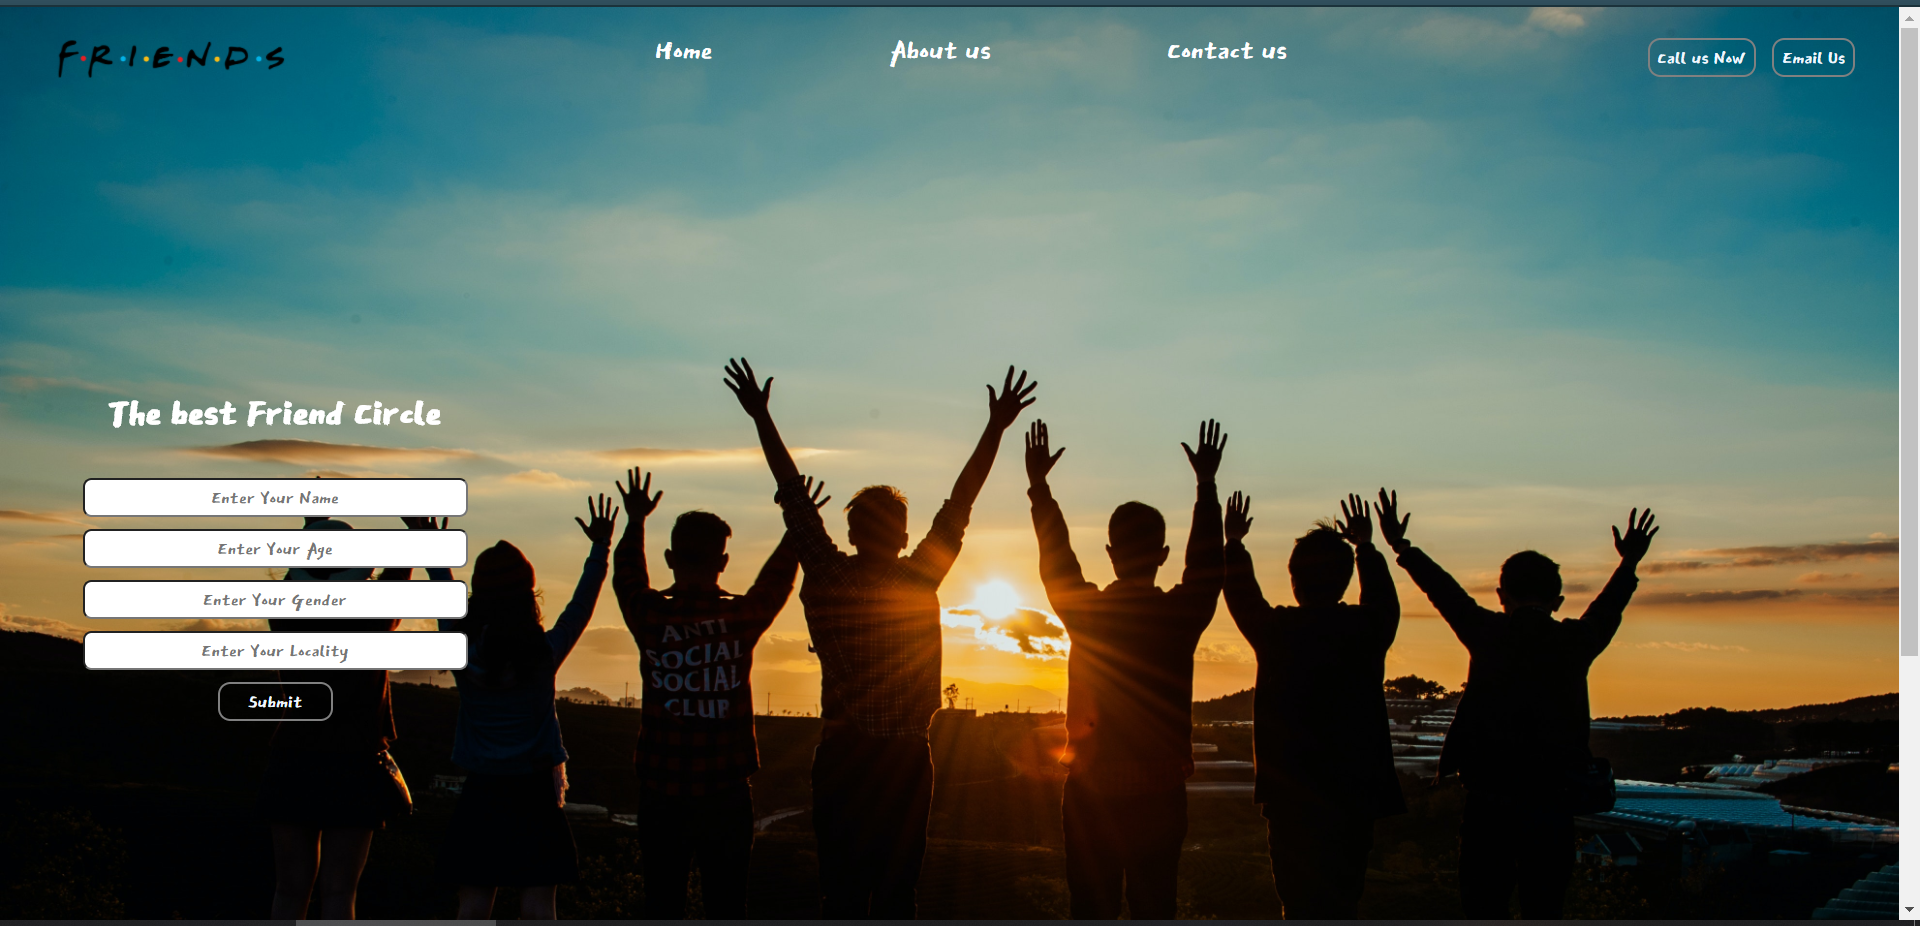 F·R·I·E·N·D·S
Home
About us
Contact us
Call us Now
Email Us
The best Friend Circle
Enter Your Name
Enter Your Age
Enter Your Gender
Enter Your Locality
Submit
ANTI
SOCIAL
SOCIAL
CLUB